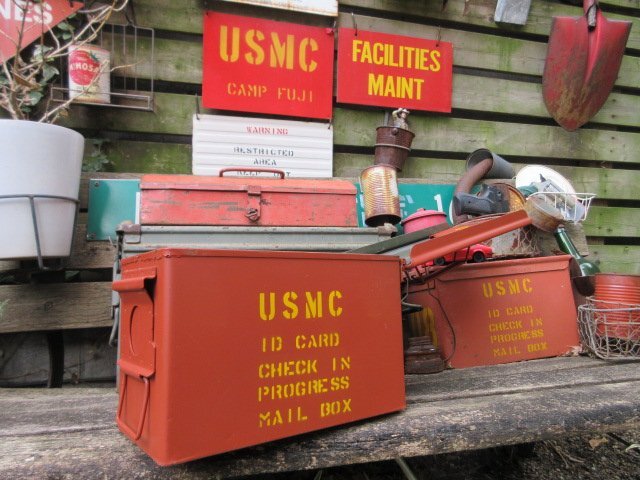 NES
USMC
CAMP FUJI
FACILITIES
MAINT
WARNING
RESTRICTED
AREA
USMC
ID CARD
CHECK IN
PROGRESS
MAIL BOX
USMC
ID CARD
CHECK IN
PROGRESS
MAIL BOX